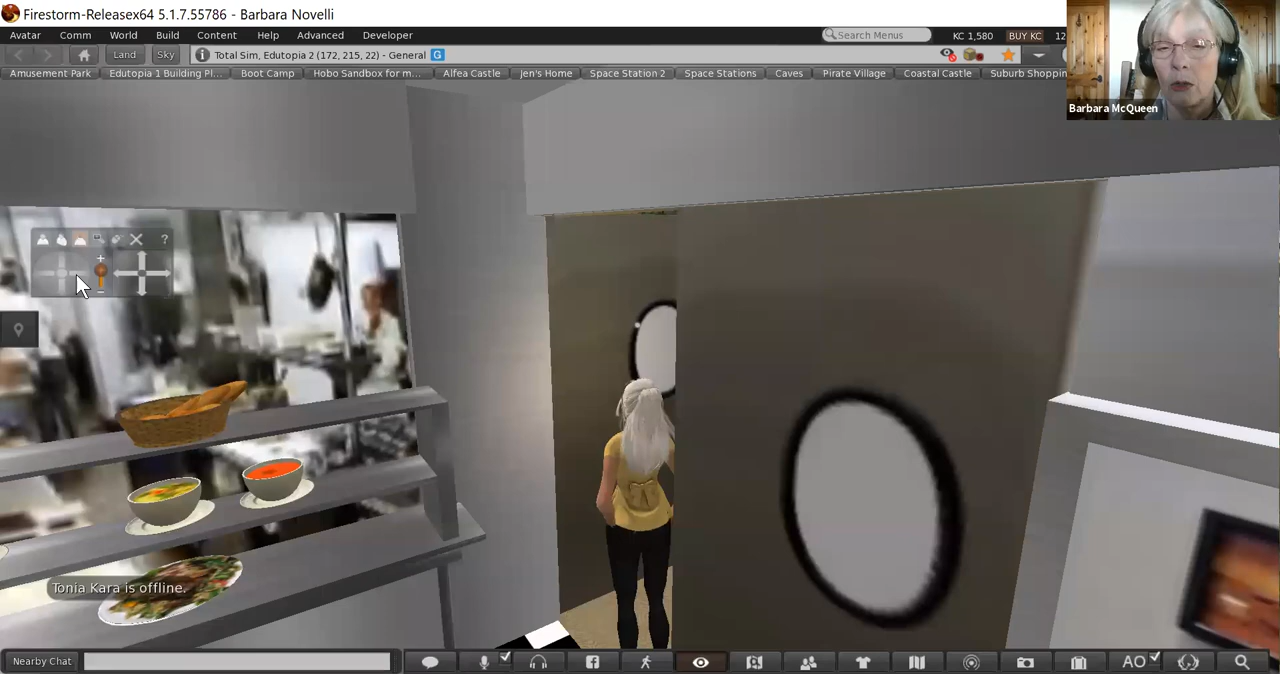 Firestorm-Releasex64 5.1.7.55786 - Barbara Novelli
Avatar Comm World Build Content Help Advanced Developer Search Menus KC 1,580 BUY KC 12
Land Sky Total Sim, Edutopia 2 (172, 215, 22) - General G
Amusement Park Edutopia 1 Building Pl... Boot Camp Hobo Sandbox for m... Alfea Castle Jen's Home Space Station 2 Space Stations Caves Pirate Village Coastal Castle Suburb Shoppin
Barbara McQueen
?
Tonia Kara is offline.
Nearby Chat AO